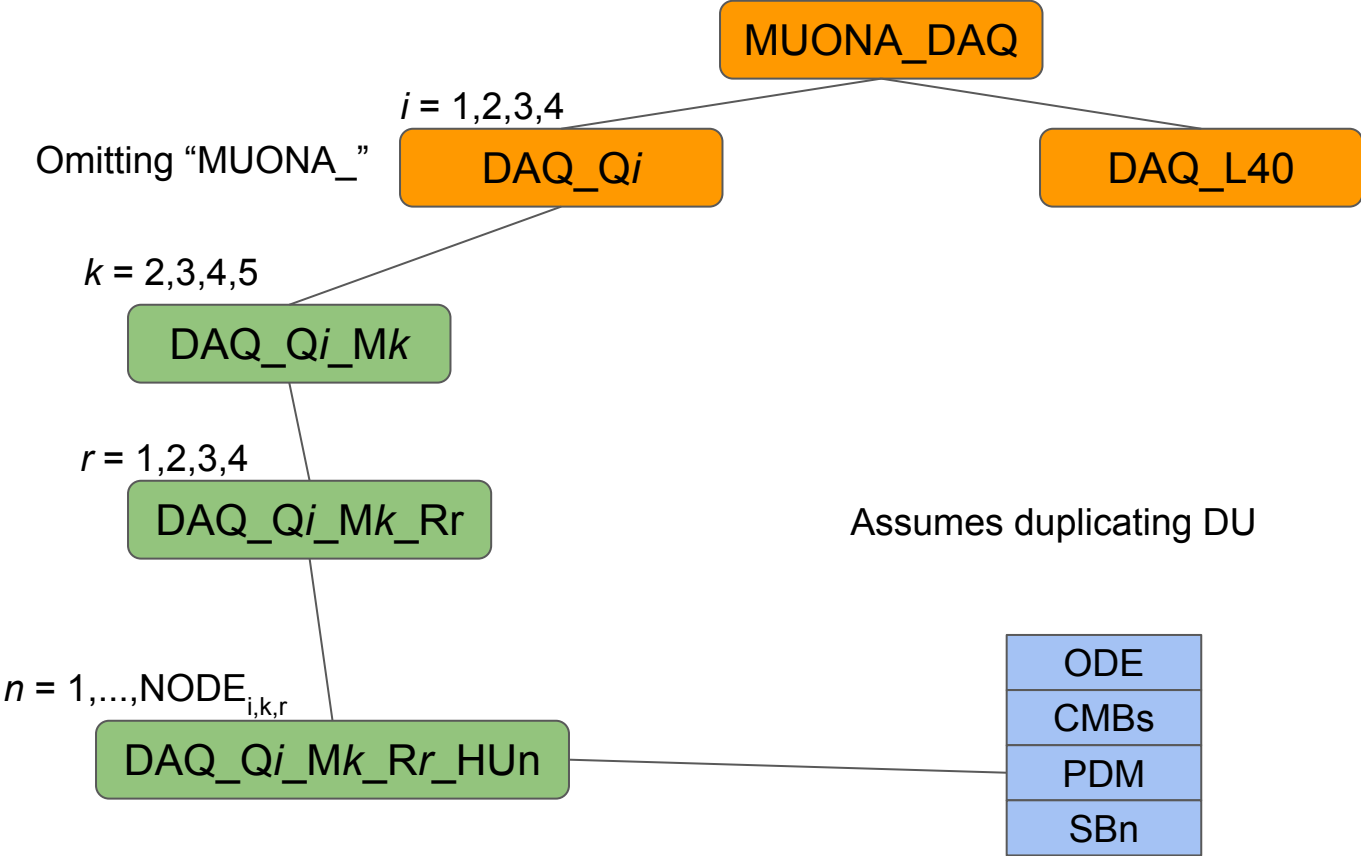 MUONA_DAQ
i = 1,2,3,4
Omitting “MUONA_”
DAQ_Qi
DAQ_L40
k = 2,3,4,5
DAQ_Qi_Mk
r = 1,2,3,4
DAQ_Qi_Mk_Rr
Assumes duplicating DU
n = 1,...,NODEi,k,r
DAQ_Qi_Mk_Rr_HUn
ODE
CMBs
PDM
SBn